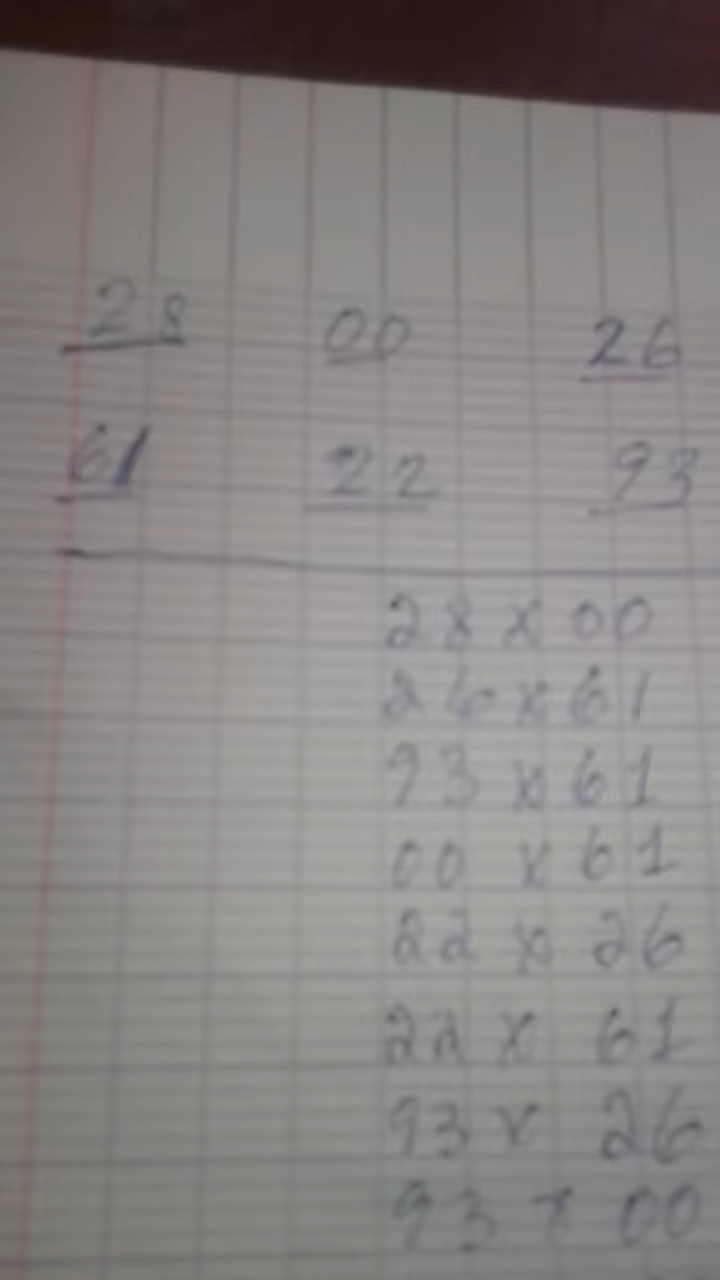 28 00 26
61 22 93
28 x 00
26 x 61
93 x 61
00 x 61
22 x 26
22 x 61
93 x 26
93 x 00